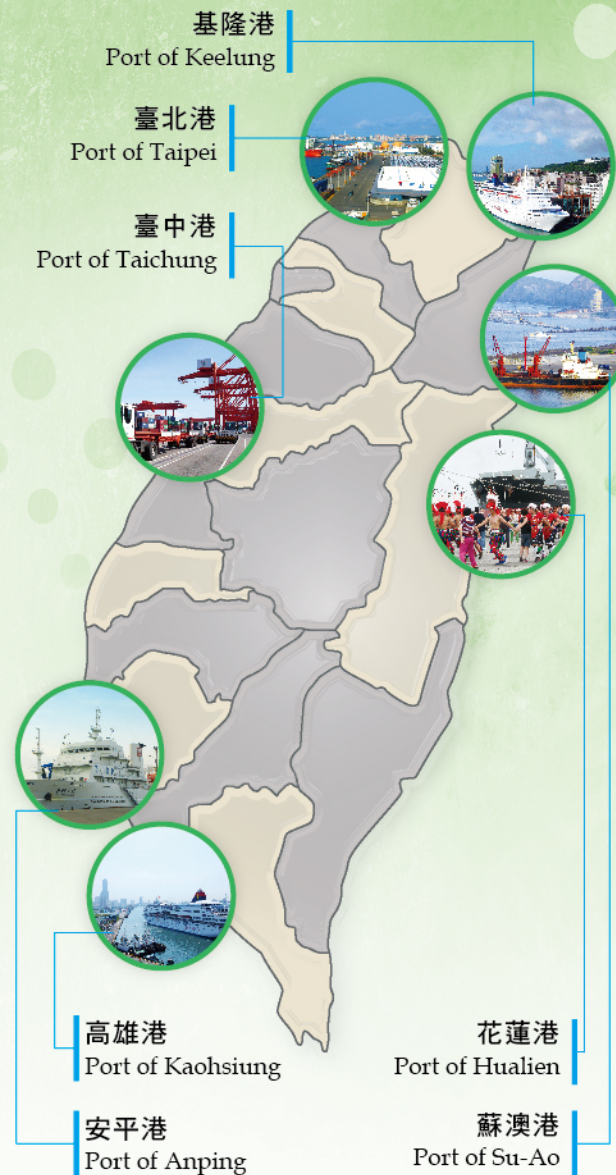 基隆港
Port of Keelung
臺北港
Port of Taipei
臺中港
Port of Taichung
高雄港
Port of Kaohsiung
花蓮港
Port of Hualien
安平港
Port of Anping
蘇澳港
Port of Su-Ao